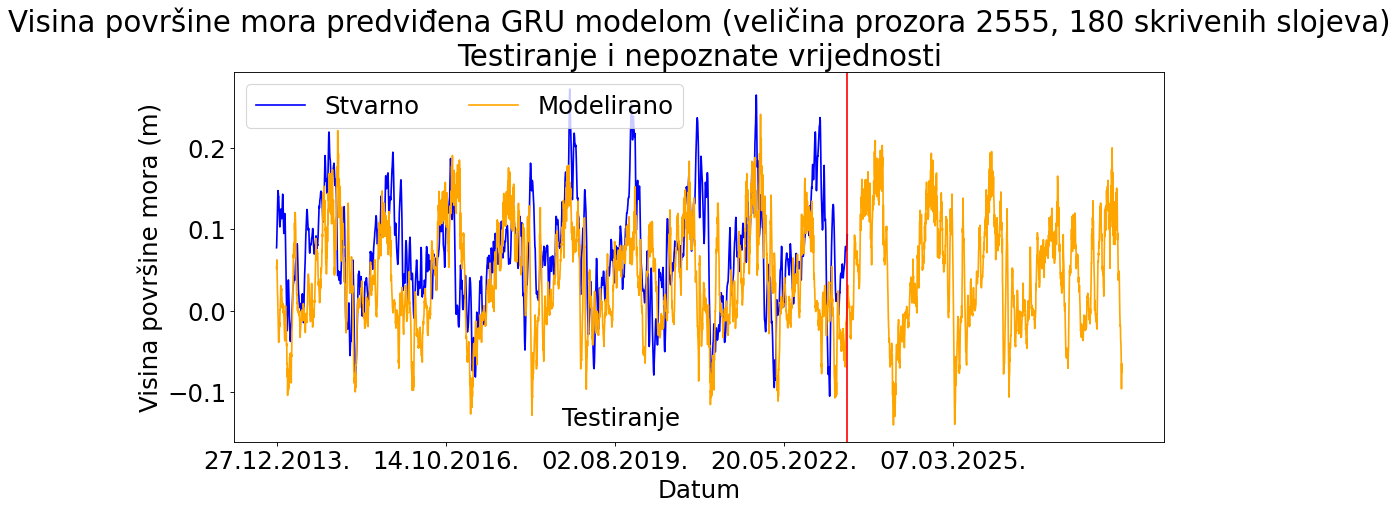 Visina površine mora predviđena GRU modelom (veličina prozora 2555, 180 skrivenih slojeva)
Testiranje i nepoznate vrijednosti
Stvarno
Modelirano
Visina površine mora (m)
0.2
0.1
0.0
−0.1
Testiranje
27.12.2013.
14.10.2016.
02.08.2019.
20.05.2022.
07.03.2025.
Datum